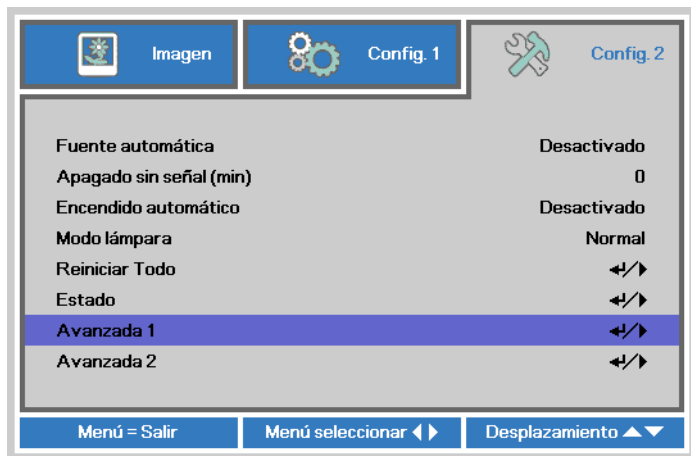 Imagen Config. 1 Config. 2
Fuente automática Desactivado
Apagado sin señal (min) 0
Encendido automático Desactivado
Modo lámpara Normal
Reiniciar Todo
Estado
Avanzada 1
Avanzada 2
Menú = Salir Menú seleccionar Desplazamiento